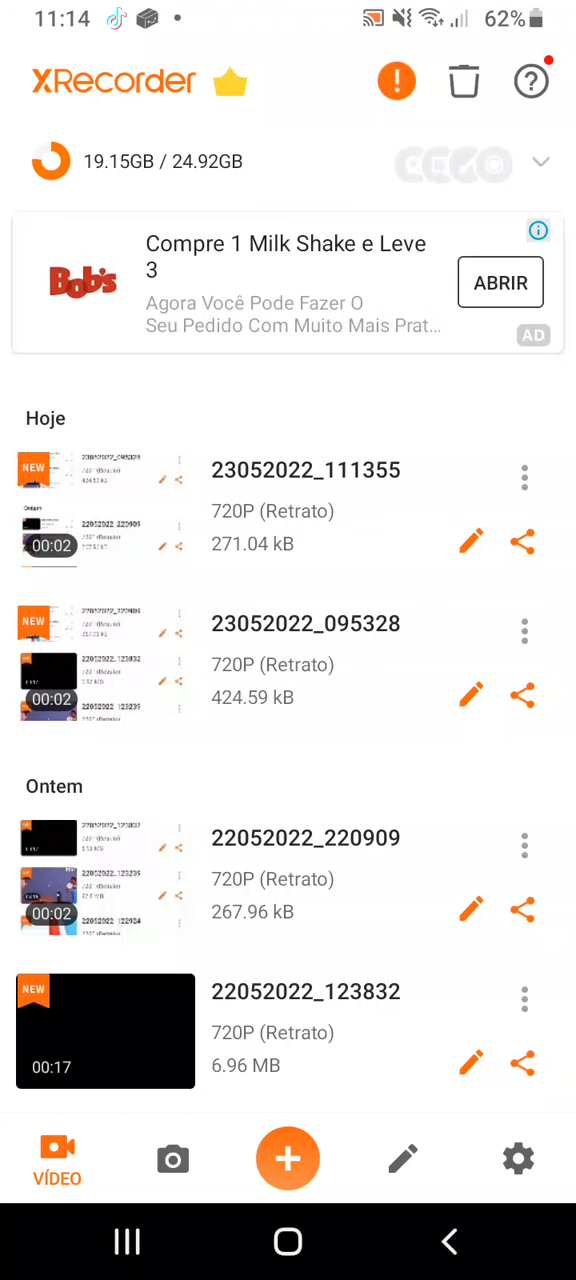 11:14
62%
XRecorder
19.15GB / 24.92GB
Bob's
Compre 1 Milk Shake e Leve
3
Agora Você Pode Fazer O
Seu Pedido Com Muito Mais Prat...
ABRIR
AD
Hoje
NEW
00:02
23052022_111355
720P (Retrato)
271.04 kB
NEW
00:02
23052022_095328
720P (Retrato)
424.59 kB
Ontem
00:02
22052022_220909
720P (Retrato)
267.96 kB
NEW
00:17
22052022_123832
720P (Retrato)
6.96 MB
VÍDEO